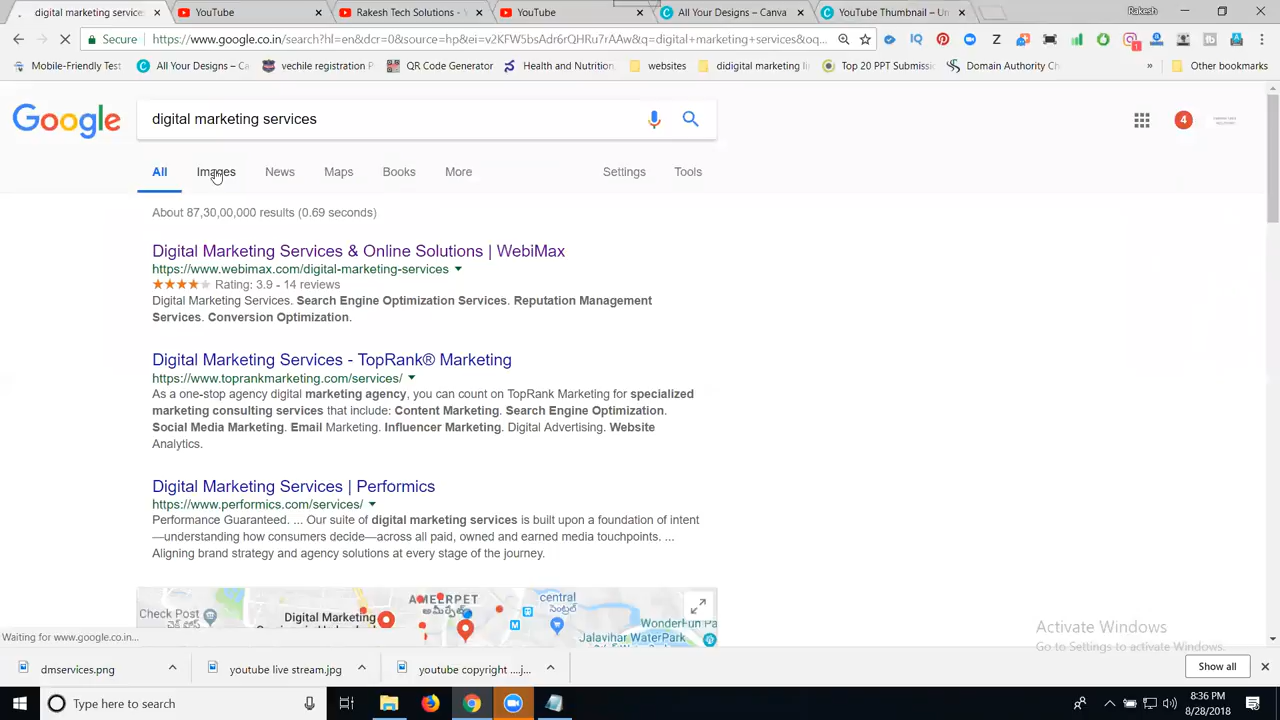 digital marketing services
YouTube
Rakesh Tech Solutions -
YouTube
All Your Designs – Canva
YouTube Thumbnail – Un
Rakesh
Secure
https://www.google.co.in/search?hl=en&dcr=0&source=hp&ei=v2KFW5bsAdr6rQHRu7rAAw&q=digital+marketing+services&oq...
Mobile-Friendly Test
All Your Designs – Ca
vechile registration P
QR Code Generator
Health and Nutrition
websites
didigital marketing li
Top 20 PPT Submissio
Domain Authority Ch
»
Other bookmarks
Google
digital marketing services
4
All
Images
News
Maps
Books
More
Settings
Tools
About 87,30,00,000 results (0.69 seconds)
Digital Marketing Services & Online Solutions | WebiMax
https://www.webimax.com/digital-marketing-services
Rating: 3.9 - 14 reviews
Digital Marketing Services. Search Engine Optimization Services. Reputation Management
Services. Conversion Optimization.
Digital Marketing Services - TopRank® Marketing
https://www.toprankmarketing.com/services/
As a one-stop agency digital marketing agency, you can count on TopRank Marketing for specialized
marketing consulting services that include: Content Marketing. Search Engine Optimization.
Social Media Marketing. Email Marketing. Influencer Marketing. Digital Advertising. Website
Analytics.
Digital Marketing Services | Performics
https://www.performics.com/services/
Performance Guaranteed. ... Our suite of digital marketing services is built upon a foundation of intent
—understanding how consumers decide—across all paid, owned and earned media touchpoints. ...
Aligning brand strategy and agency solutions at every stage of the journey.
Check Post
AMEERPET
అమీర్‌పేట్
central
సెంట్రల్
Digital Marketing
WonderFun Pa
Jalavihar WaterPark
Waiting for www.google.co.in...
Activate Windows
Go to Settings to activate Windows.
dmservices.png
youtube live stream.jpg
youtube copyright ....j...
Show all
Type here to search
8:36 PM
8/28/2018